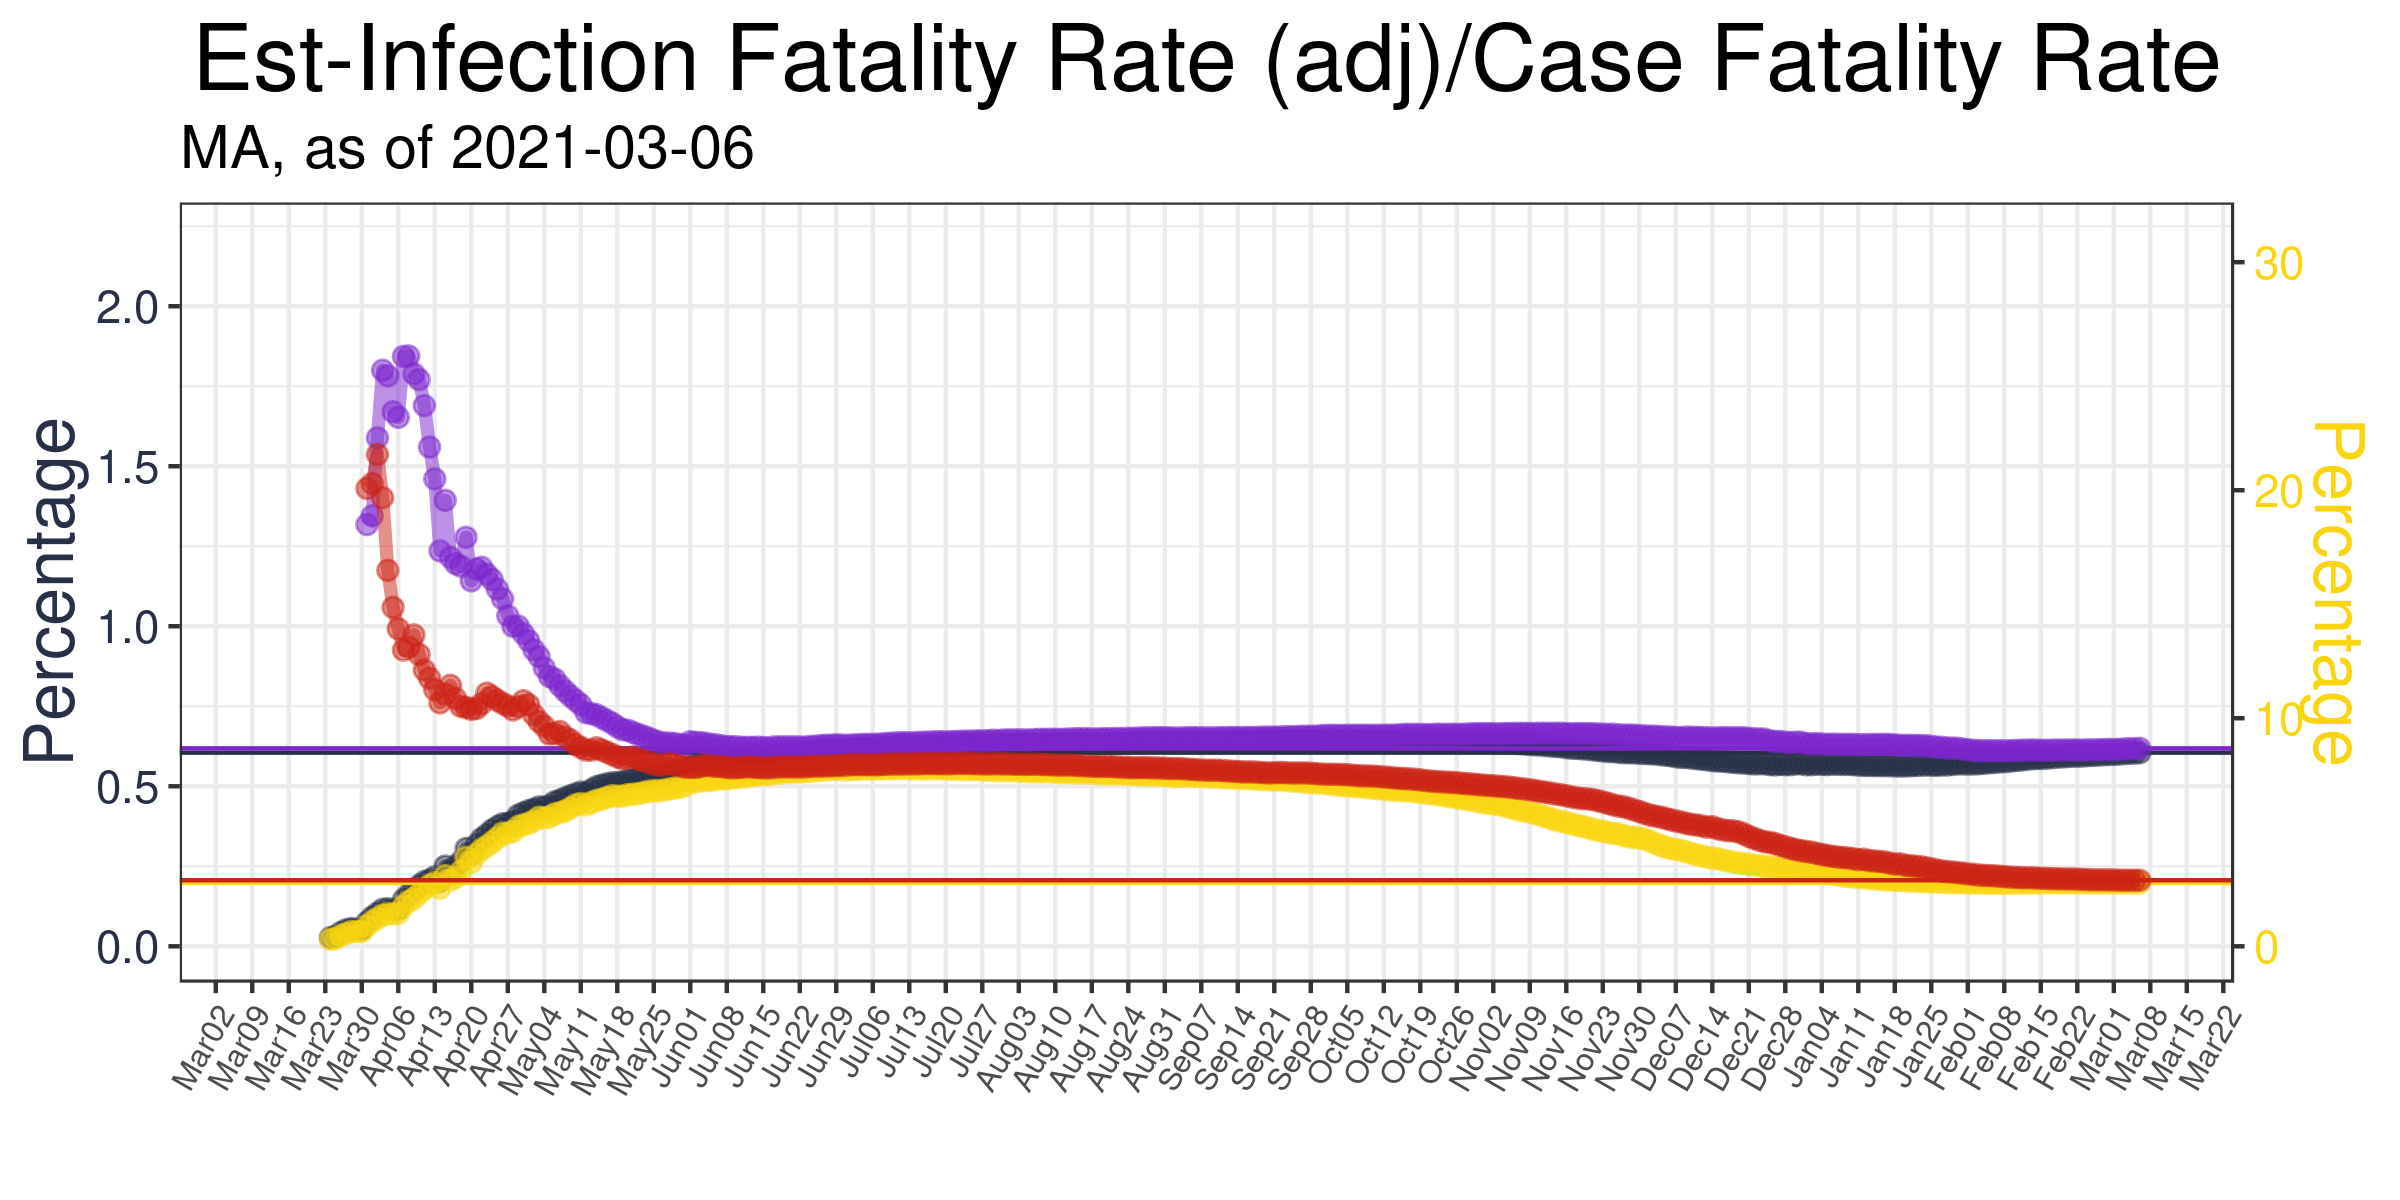 Est-Infection Fatality Rate (adj)/Case Fatality Rate
MA, as of 2021-03-06
Percentage
2.0
1.5
1.0
0.5
0.0
30
20
10
0
Percentage
Mar02 Mar09 Mar16 Mar23 Mar30 Apr06 Apr13 Apr20 Apr27 May04 May11 May18 May25 Jun01 Jun08 Jun15 Jun22 Jun29 Jul06 Jul13 Jul20 Jul27 Aug03 Aug10 Aug17 Aug24 Aug31 Sep07 Sep14 Sep21 Sep28 Oct05 Oct12 Oct19 Oct26 Nov02 Nov09 Nov16 Nov23 Nov30 Dec07 Dec14 Dec21 Dec28 Jan04 Jan11 Jan18 Jan25 Feb01 Feb08 Feb15 Feb22 Mar01 Mar08 Mar15 Mar22